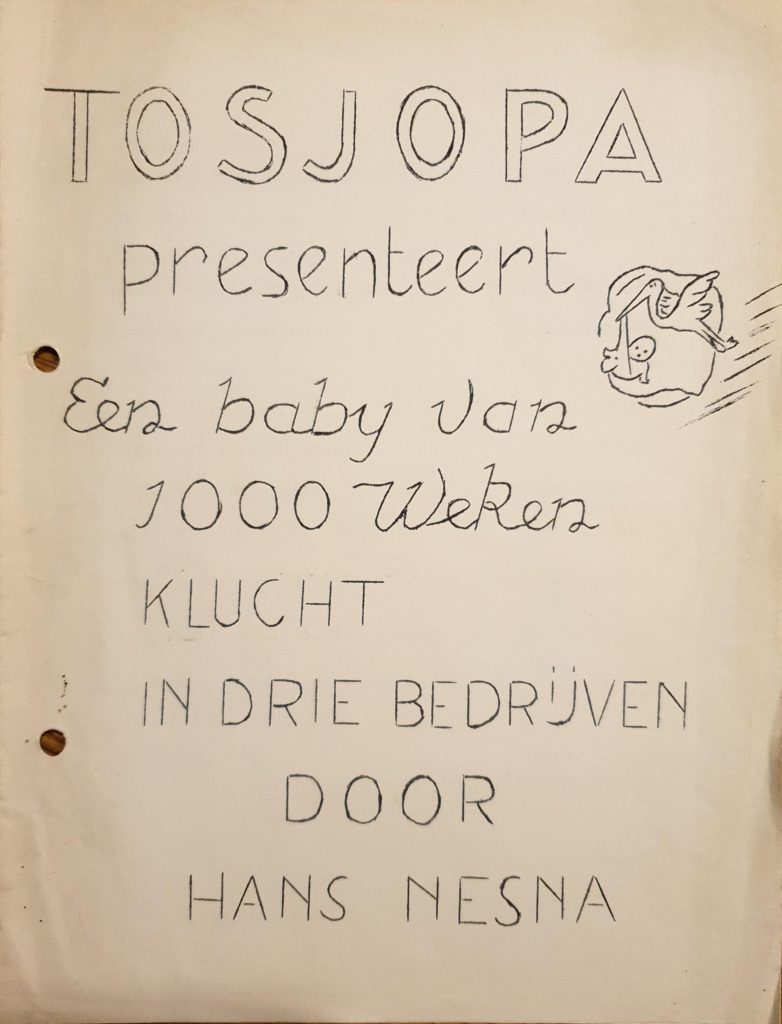 TOSJOPA
presenteert
Een baby van
1000 Weken
KLUCHT
IN DRIE BEDRIJVEN
DOOR
HANS NESNA